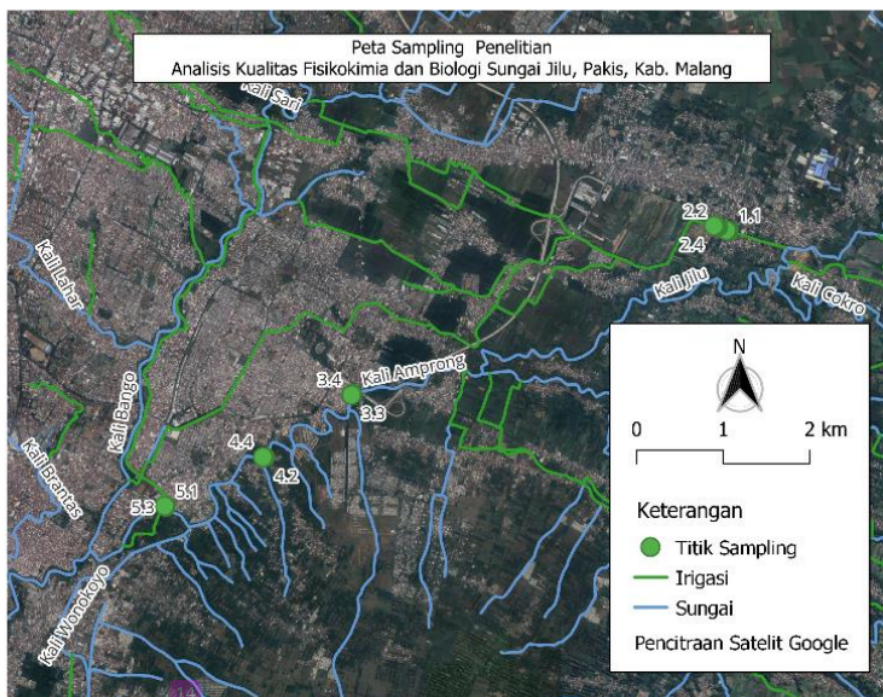 Peta Sampling Penelitian
Analisis Kualitas Fisikokimia dan Biologi Sungai Jilu, Pakis, Kab. Malang
Kali Sari
2.2
1.1
2.4
Kali Lahar
Kali Jilu
Kali Cokro
Kali Bango
3.4
Kali Amprong
3.3
4.4
4.2
Kali Brantas
5.1
5.3
Kali Wonokoyo
14
N
0 1 2 km
Keterangan
Titik Sampling
Irigasi
Sungai
Pencitraan Satelit Google